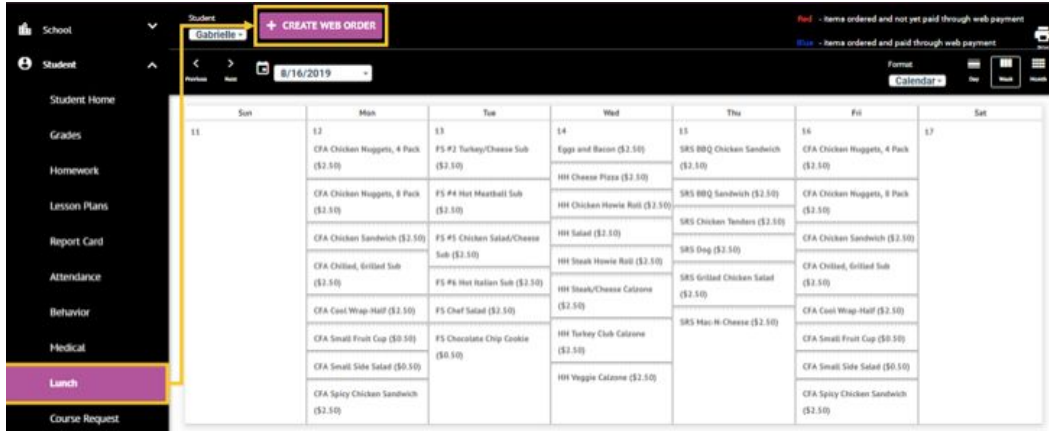 School
Student
Student Home
Grades
Homework
Lesson Plans
Report Card
Attendance
Behavior
Medical
Lunch
Course Request
Student
Gabrielle
+ CREATE WEB ORDER
Red - items ordered and not yet paid through web payment
Blue - items ordered and paid through web payment
Previous Next
8/16/2019
Format
Calendar
Day Week Month
Sun Mon Tue Wed Thu Fri Sat
11
12
CFA Chicken Nuggets, 4 Pack
($2.50)
CFA Chicken Nuggets, 8 Pack
($2.50)
CFA Chicken Sandwich ($2.50)
CFA Chilled, Grilled Sub
($2.50)
CFA Cool Wrap-Half ($2.50)
CFA Small Fruit Cup ($0.50)
CFA Small Side Salad ($0.50)
CFA Spicy Chicken Sandwich
($2.50)
13
FS #2 Turkey/Cheese Sub
($2.50)
FS #4 Hot Meatball Sub
($2.50)
FS #5 Chicken Salad/Cheese
Sub ($2.50)
FS #6 Hot Italian Sub ($2.50)
FS Chef Salad ($2.50)
FS Chocolate Chip Cookie
($0.50)
14
Eggs and Bacon ($2.50)
HH Cheese Pizza ($2.50)
HH Chicken Howie Roll ($2.50)
HH Salad ($2.50)
HH Steak Howie Roll ($2.50)
HH Steak/Cheese Calzone
($2.50)
HH Turkey Club Calzone
($2.50)
HH Veggie Calzone ($2.50)
15
SRS BBQ Chicken Sandwich
($2.50)
SRS BBQ Sandwich ($2.50)
SRS Chicken Tenders ($2.50)
SRS Dog ($2.50)
SRS Grilled Chicken Salad
($2.50)
SRS Mac-N-Cheese ($2.50)
16
CFA Chicken Nuggets, 4 Pack
($2.50)
CFA Chicken Nuggets, 8 Pack
($2.50)
CFA Chicken Sandwich ($2.50)
CFA Chilled, Grilled Sub
($2.50)
CFA Cool Wrap-Half ($2.50)
CFA Small Fruit Cup ($0.50)
CFA Small Side Salad ($0.50)
CFA Spicy Chicken Sandwich
($2.50)
17